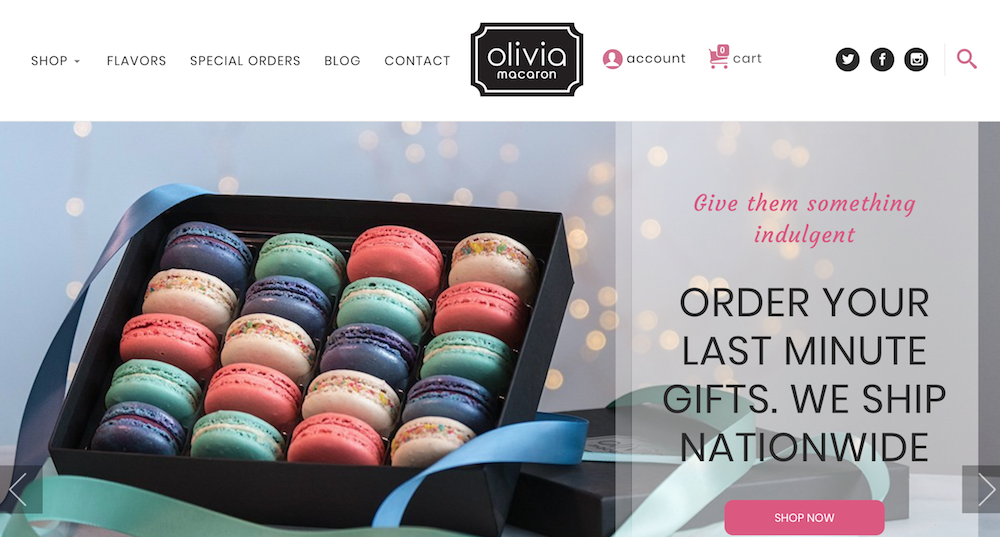 SHOP
FLAVORS
SPECIAL ORDERS
BLOG
CONTACT
olivia
macaron
account
0
cart
Give them something
indulgent
ORDER YOUR
LAST MINUTE
GIFTS. WE SHIP
NATIONWIDE
SHOP NOW